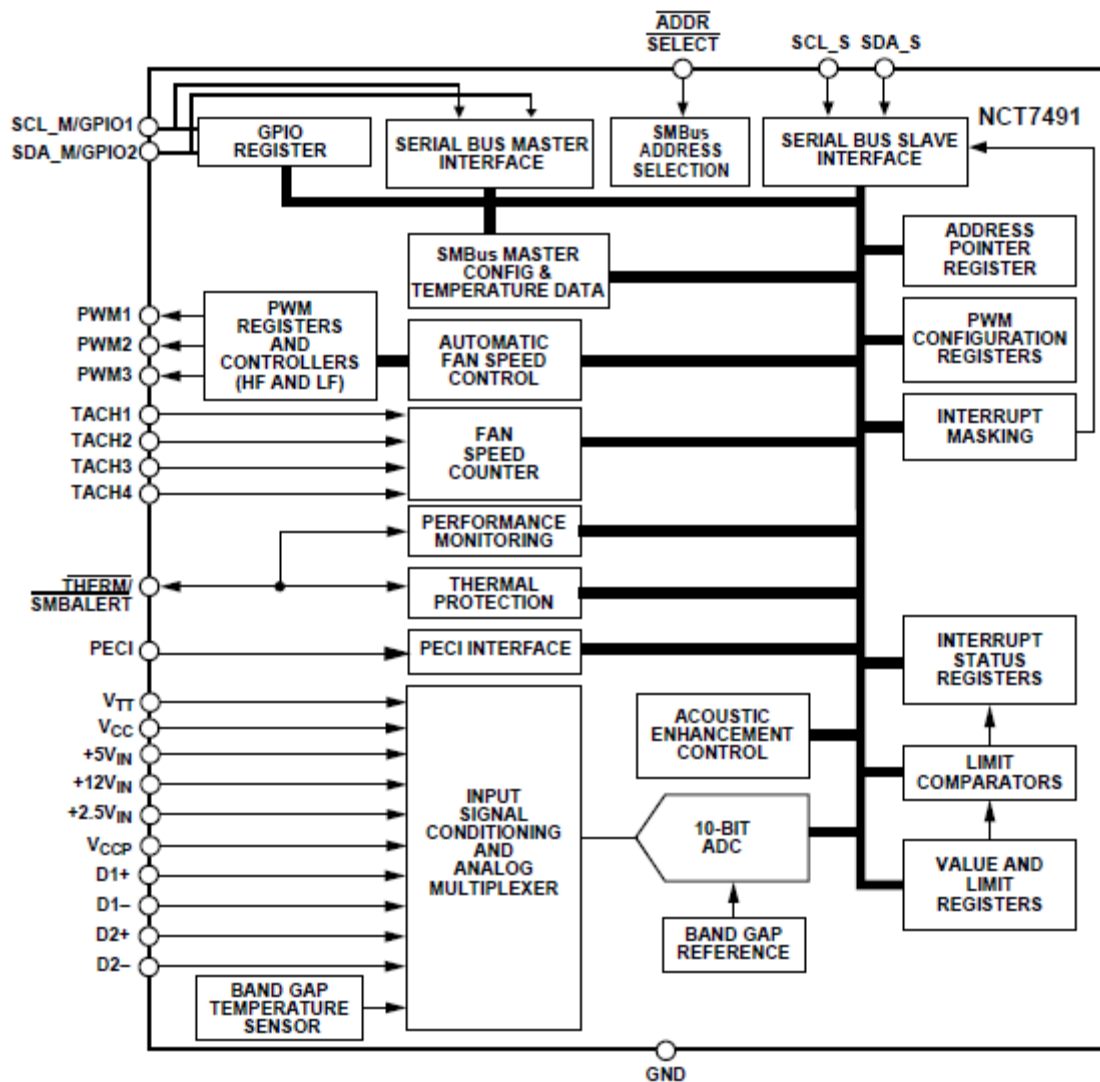 ADDR
SELECT
SCL_S SDA_S
NCT7491
SCL_M/GPIO1
SDA_M/GPIO2
GPIO
REGISTER
SERIAL BUS MASTER
INTERFACE
SMBus
ADDRESS
SELECTION
SERIAL BUS SLAVE
INTERFACE
SMBus MASTER
CONFIG &
TEMPERATURE DATA
ADDRESS
POINTER
REGISTER
PWM1
PWM2
PWM3
PWM
REGISTERS
AND
CONTROLLERS
(HF AND LF)
AUTOMATIC
FAN SPEED
CONTROL
PWM
CONFIGURATION
REGISTERS
TACH1
TACH2
TACH3
TACH4
FAN
SPEED
COUNTER
INTERRUPT
MASKING
PERFORMANCE
MONITORING
THERM/
SMBALERT
THERMAL
PROTECTION
PECI
PECI INTERFACE
INTERRUPT
STATUS
REGISTERS
VTT
VCC
+5VIN
+12VIN
+2.5VIN
VCCP
D1+
D1–
D2+
D2–
INPUT
SIGNAL
CONDITIONING
AND
ANALOG
MULTIPLEXER
ACOUSTIC
ENHANCEMENT
CONTROL
LIMIT
COMPARATORS
10-BIT
ADC
VALUE AND
LIMIT
REGISTERS
BAND GAP
REFERENCE
BAND GAP
TEMPERATURE
SENSOR
GND